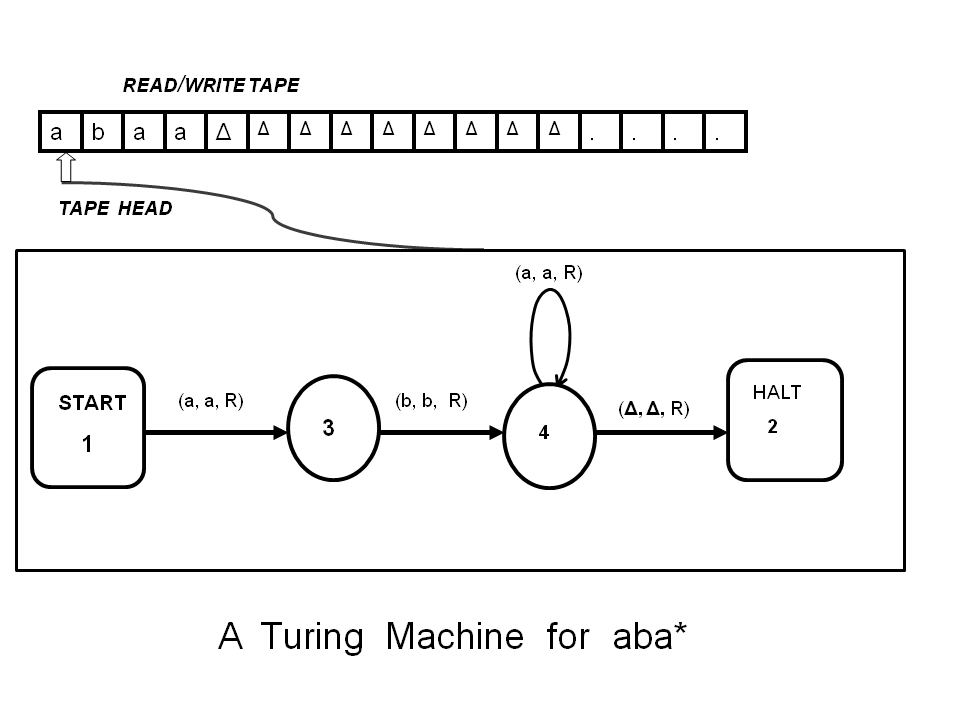 READ/WRITE TAPE
a b a a Δ Δ Δ Δ Δ Δ Δ Δ Δ . . . .
TAPE HEAD
(a, a, R)
START
1
(a, a, R)
3
(b, b, R)
4
(Δ, Δ, R)
HALT
2
A Turing Machine for aba*